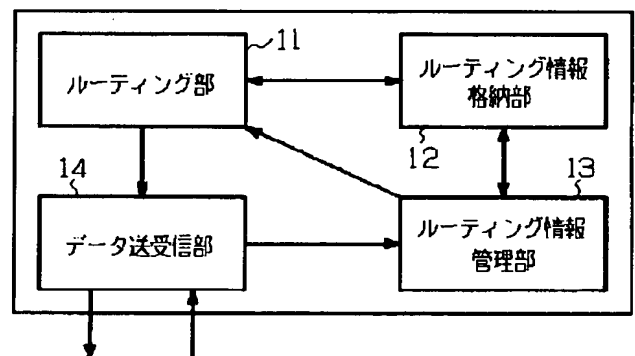 11
ルーティング部
ルーティング情報
格納部
12
14
13
データ送受信部
ルーティング情報
管理部